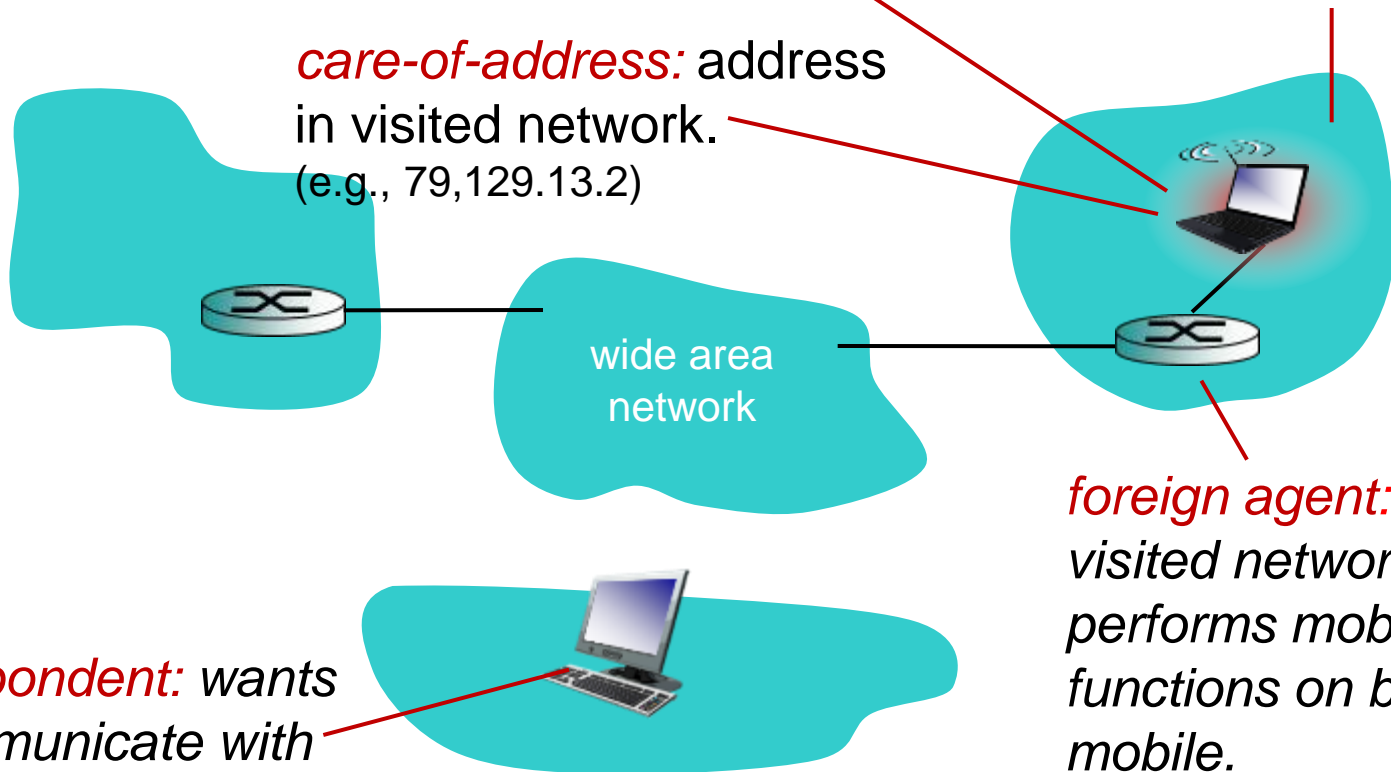 care-of-address: address
in visited network.
(e.g., 79,129.13.2)
wide area
network
foreign agent:
visited networ
performs mob
functions on b
mobile.
pondent: wants
municate with